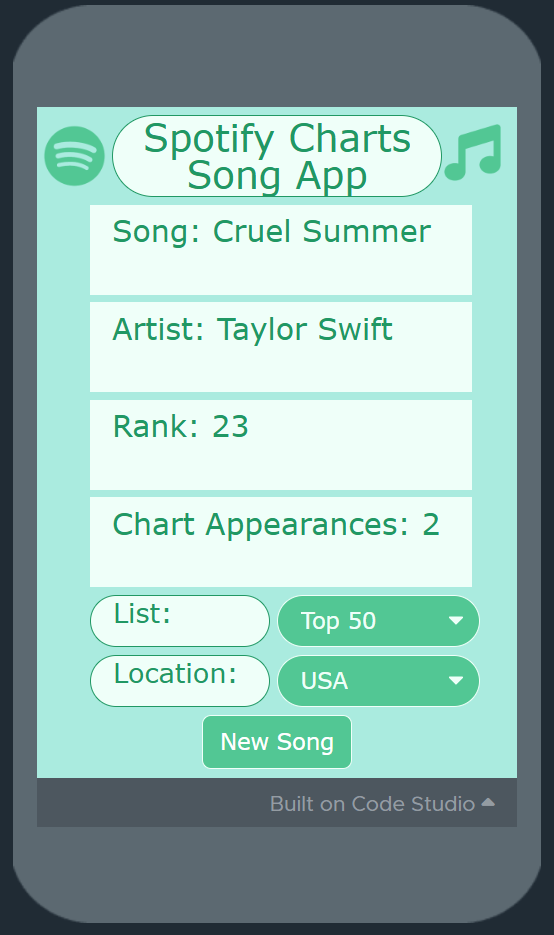 Spotify Charts
Song App
Song: Cruel Summer
Artist: Taylor Swift
Rank: 23
Chart Appearances: 2
List:
Top 50
Location:
USA
New Song
Built on Code Studio